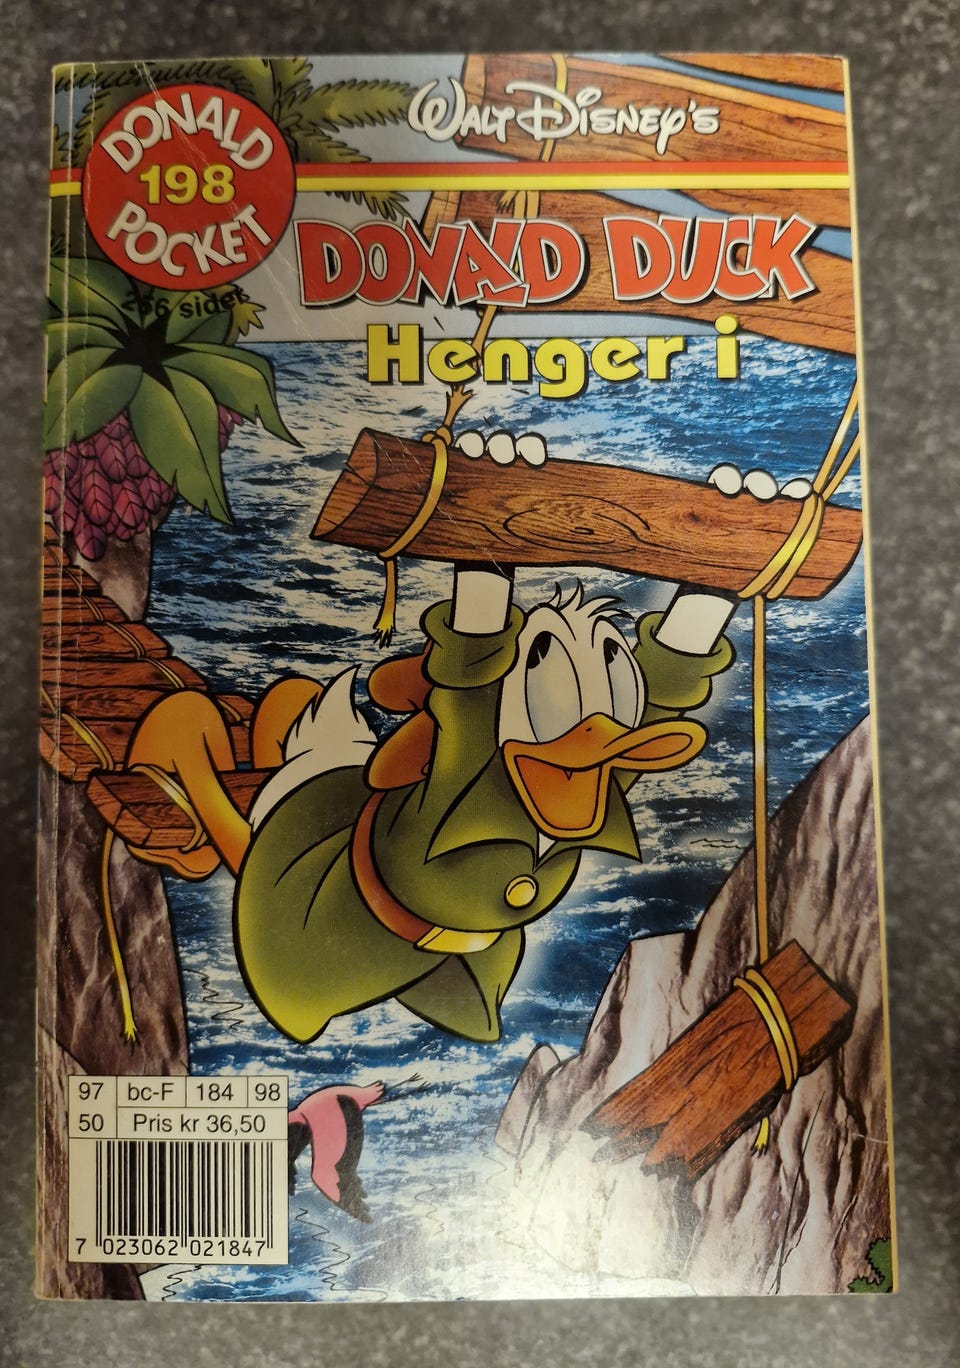 WALT DISNEY'S
DONALD
198
POCKET
256 sider
DONALD DUCK
Henger i
97 bc-F 184 98
50 Pris kr 36,50
7 023062 021847